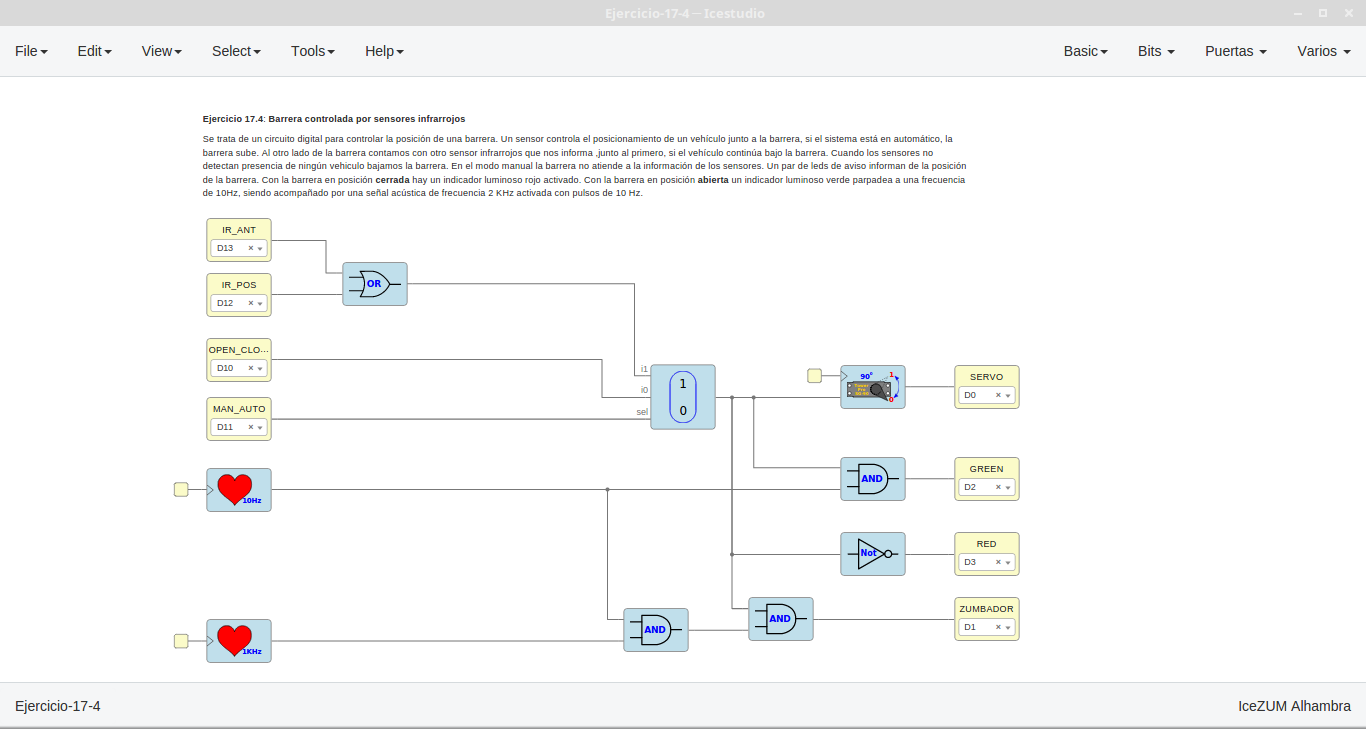 Ejercicio-17-4 – Icestudio
File Edit View Select Tools Help Basic Bits Puertas Varios
Ejercicio 17.4: Barrera controlada por sensores infrarrojos
Se trata de un circuito digital para controlar la posición de una barrera. Un sensor controla el posicionamiento de un vehículo junto a la barrera, si el sistema está en automático, la
barrera sube. Al otro lado de la barrera contamos con otro sensor infrarrojos que nos informa ,junto al primero, si el vehículo continúa bajo la barrera. Cuando los sensores no
detectan presencia de ningún vehiculo bajamos la barrera. En el modo manual la barrera no atiende a la información de los sensores. Un par de leds de aviso informan de la posición
de la barrera. Con la barrera en posición cerrada hay un indicador luminoso rojo activado. Con la barrera en posición abierta un indicador luminoso verde parpadea a una frecuencia
de 10Hz, siendo acompañado por una señal acústica de frecuencia 2 KHz activada con pulsos de 10 Hz.
IR_ANT
D13
OR
IR_POS
D12
OPEN_CLO...
D10
MAN_AUTO
D11
i1
i0
sel
1
0
90°
1
0
SERVO
D0
10Hz
AND
GREEN
D2
Not
RED
D3
1KHz
AND
AND
ZUMBADOR
D1
Ejercicio-17-4
IceZUM Alhambra